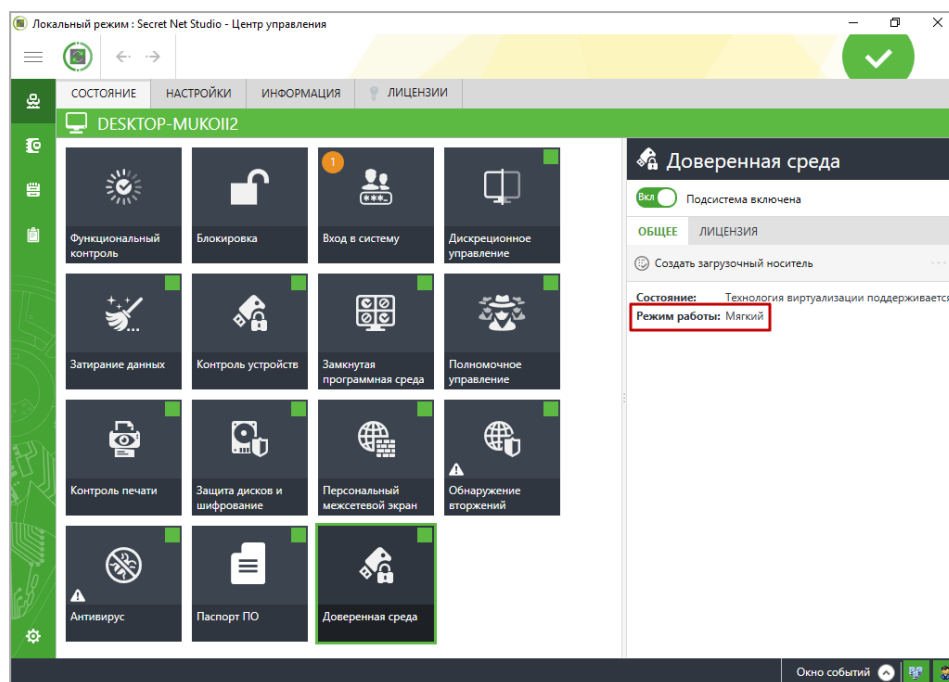 Локальный режим : Secret Net Studio - Центр управления
СОСТОЯНИЕ НАСТРОЙКИ ИНФОРМАЦИЯ ЛИЦЕНЗИИ
DESKTOP-MUKOII2
Функциональный
контроль
Блокировка
1
Вход в систему
Дискреционное
управление
Затирание данных
Контроль устройств
Замкнутая
программная среда
Полномочное
управление
Контроль печати
Защита дисков и
шифрование
Персональный
межсетевой экран
Обнаружение
вторжений
Антивирус
Паспорт ПО
Доверенная среда
Доверенная среда
Вкл Подсистема включена
ОБЩЕЕ ЛИЦЕНЗИЯ
Создать загрузочный носитель
Состояние: Технология виртуализации поддерживается
Режим работы: Мягкий
Окно событий